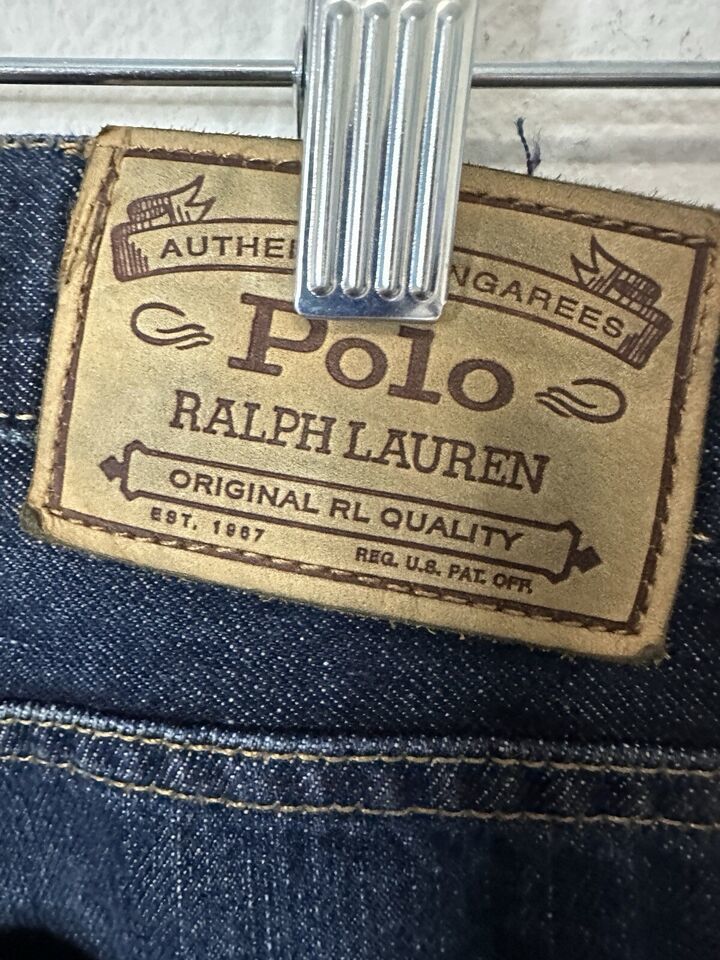 AUTHE NGAREES
Polo
RALPH LAUREN
ORIGINAL RL QUALITY
EST. 1967
REG. U.S. PAT. OFF.